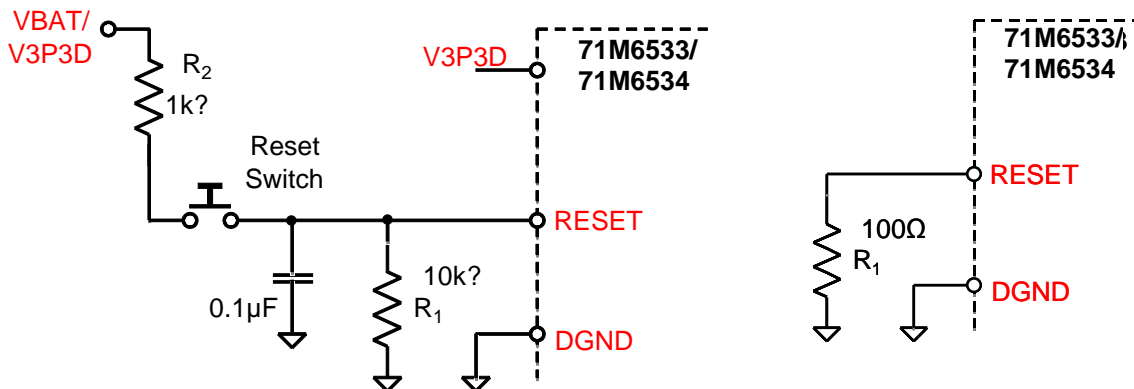 VBAT/
V3P3D
R2
1k?
Reset
Switch
0.1µF
10k?
R1
V3P3D
71M6533/
71M6534
RESET
DGND
71M6533/
71M6534
RESET
100Ω
R1
DGND